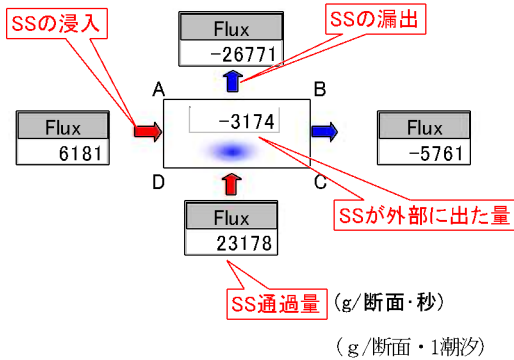 SSの浸入
Flux
-26771
SSの漏出
A
B
Flux
6181
-3174
Flux
-5761
D
C
Flux
23178
SSが外部に出た量
SS通過量
(g/断面·秒)
(g/断面・1潮汐)